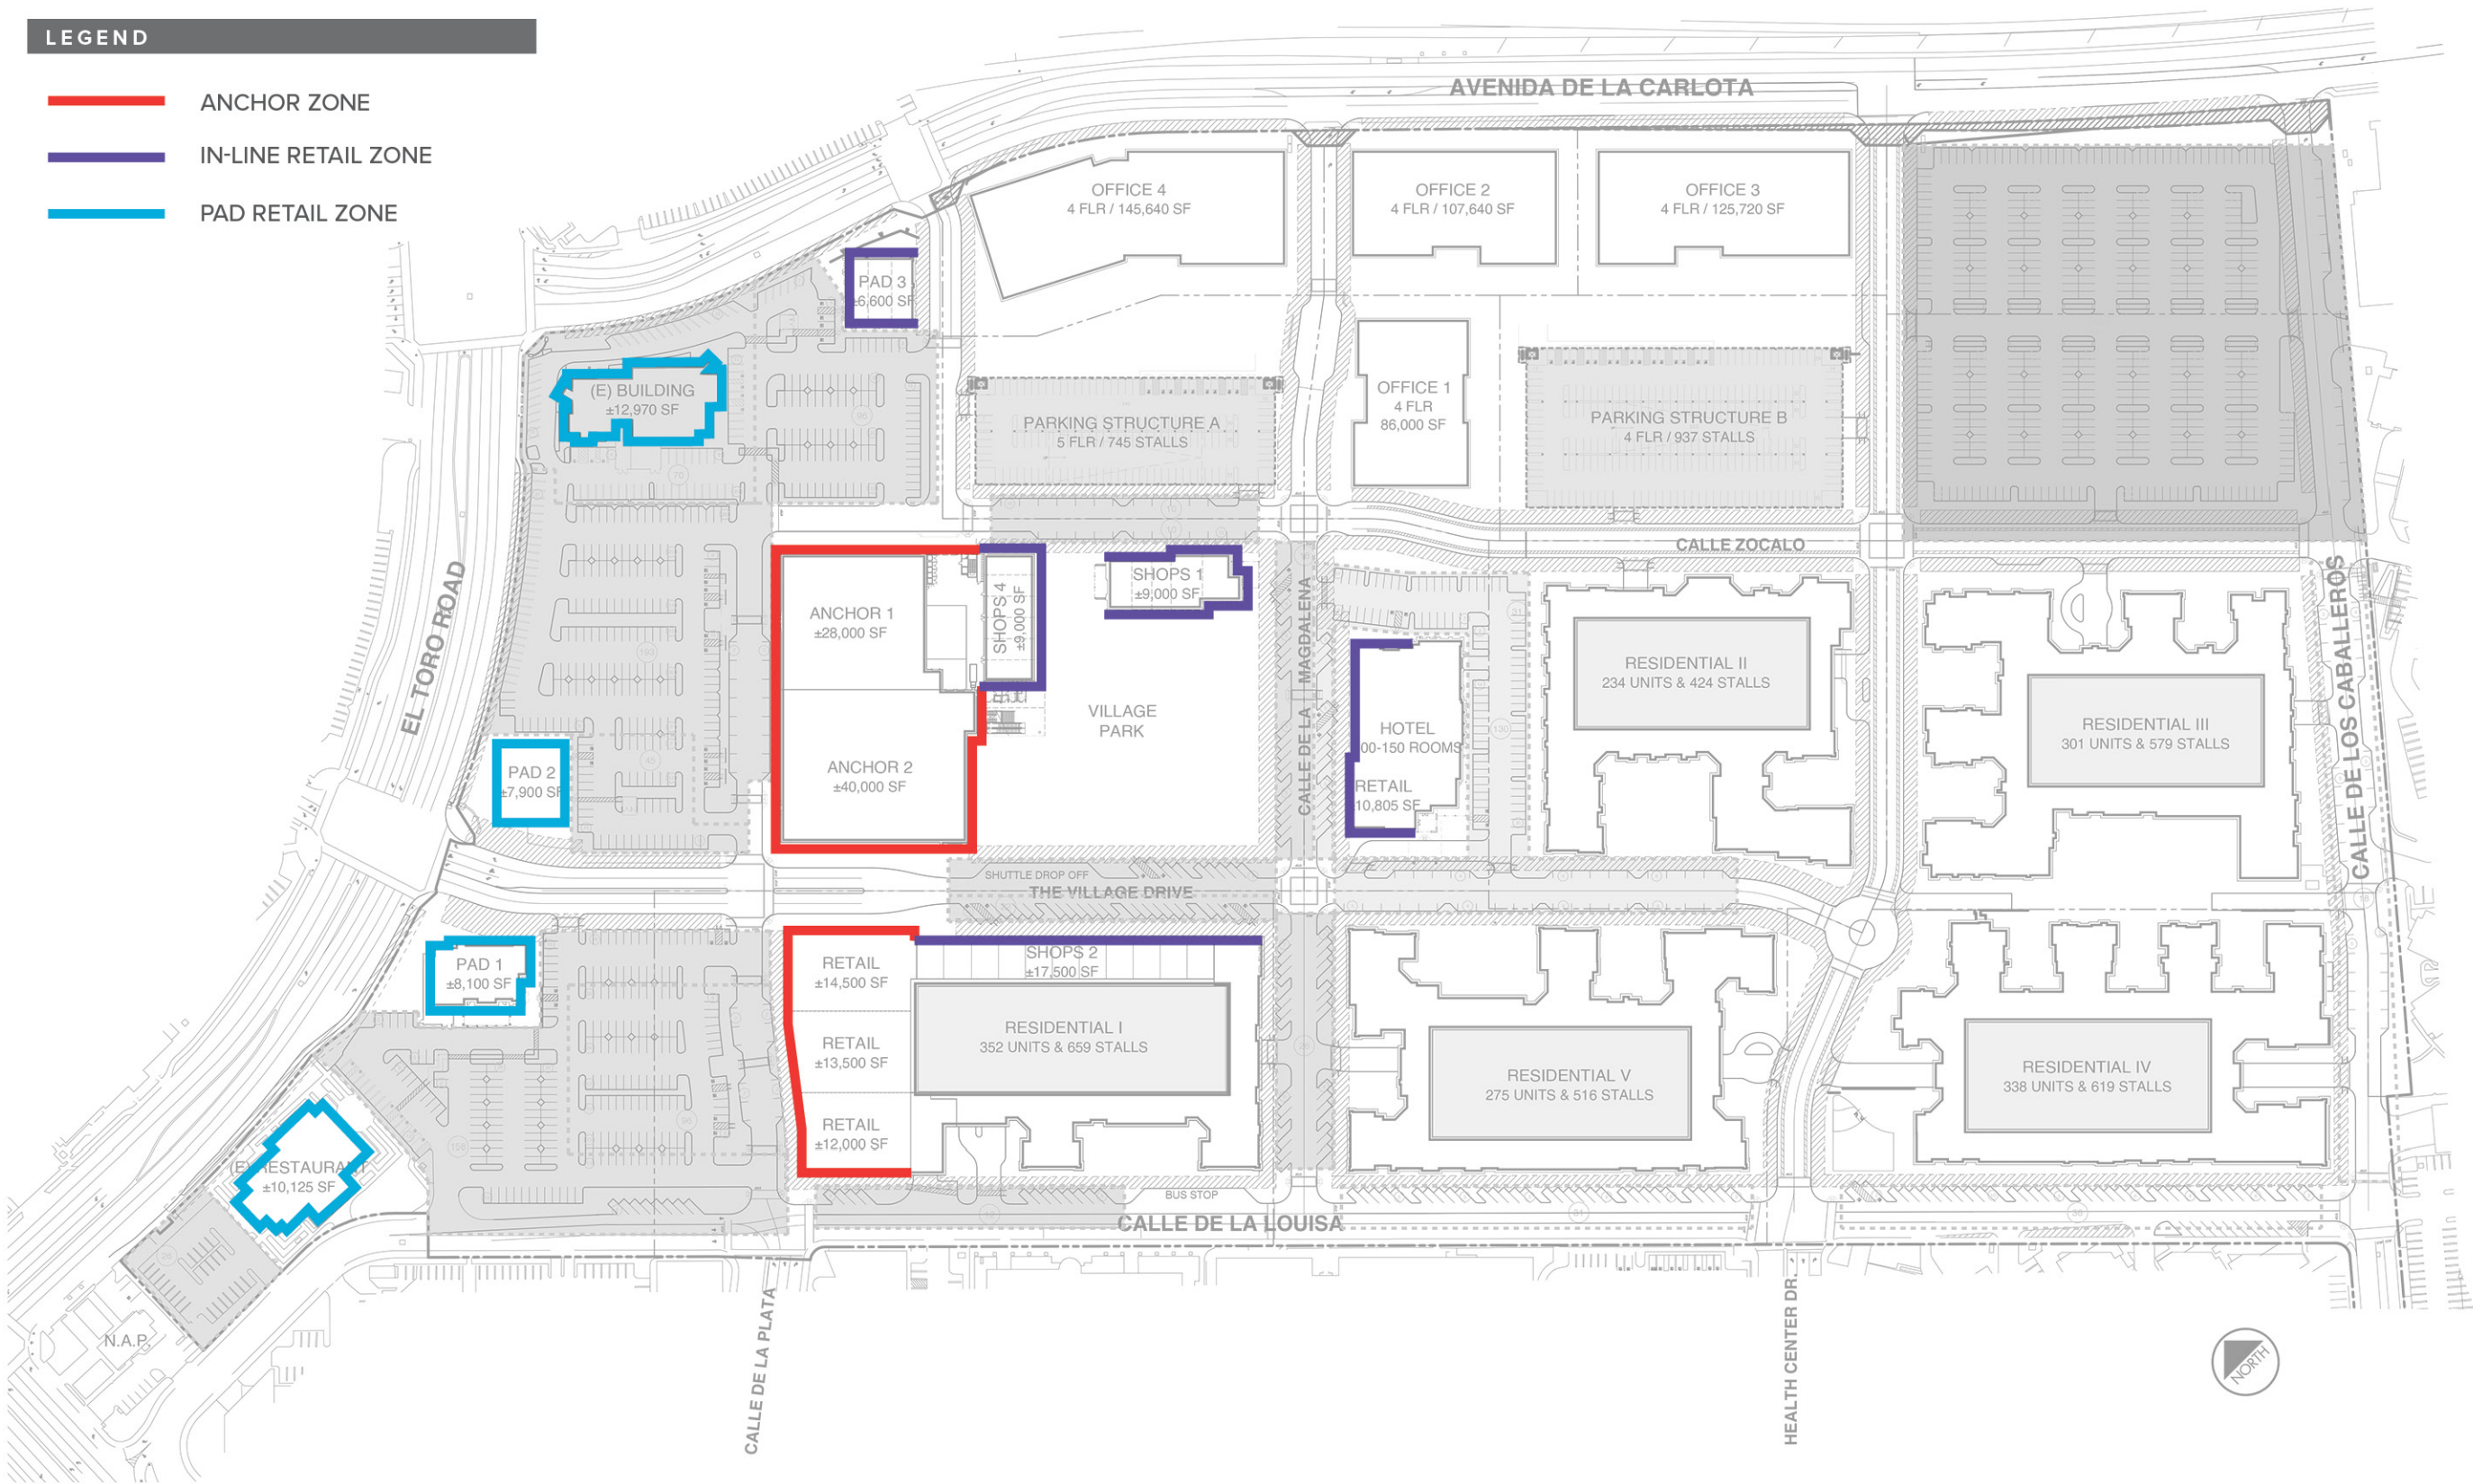 LEGEND
ANCHOR ZONE
IN-LINE RETAIL ZONE
PAD RETAIL ZONE
AVENIDA DE LA CARLOTA
OFFICE 4
4 FLR / 145,640 SF
OFFICE 2
4 FLR / 107,640 SF
OFFICE 3
4 FLR / 125,720 SF
PAD 3
±6,600 SF
(E) BUILDING
±12,970 SF
96
70
PARKING STRUCTURE A
5 FLR / 745 STALLS
OFFICE 1
4 FLR
86,000 SF
PARKING STRUCTURE B
4 FLR / 937 STALLS
CALLE ZOCALO
EL TORO ROAD
ANCHOR 1
±28,000 SF
SHOPS 4
±9,000 SF
SHOPS 1
±9,000 SF
CALLE DE LA MAGDALENA
31
193
RESIDENTIAL II
234 UNITS & 424 STALLS
RESIDENTIAL III
301 UNITS & 579 STALLS
CALLE DE LOS CABALLEROS
VILLAGE
PARK
HOTEL
00-150 ROOMS
130
RETAIL
10,805 SF
ANCHOR 2
±40,000 SF
45
PAD 2
±7,900 SF
SHUTTLE DROP OFF
THE VILLAGE DRIVE
PAD 1
±8,100 SF
RETAIL
±14,500 SF
SHOPS 2
±17,500 SF
RETAIL
±13,500 SF
RESIDENTIAL I
352 UNITS & 659 STALLS
RETAIL
±12,000 SF
RESIDENTIAL V
275 UNITS & 516 STALLS
RESIDENTIAL IV
338 UNITS & 619 STALLS
158
(E) RESTAURANT
±10,125 SF
BUS STOP
CALLE DE LA LOUISA
N.A.P.
CALLE DE LA PLATA
HEALTH CENTER DR.
NORTH